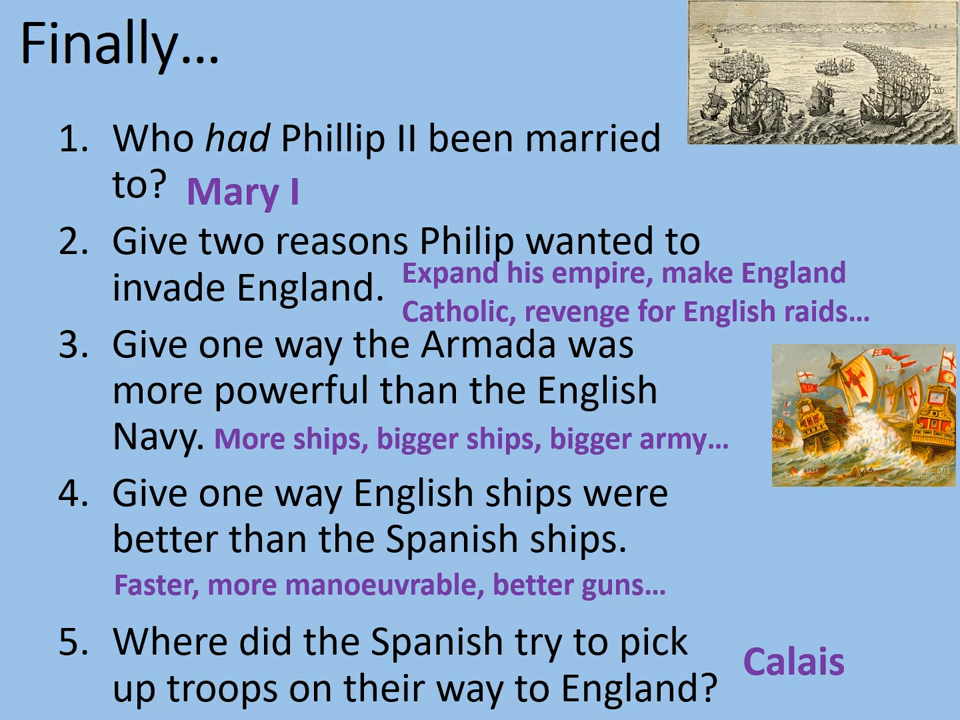 Finally…
1. Who had Phillip II been married
to? Mary I
2. Give two reasons Philip wanted to
invade England. Expand his empire, make England
Catholic, revenge for English raids…
3. Give one way the Armada was
more powerful than the English
Navy. More ships, bigger ships, bigger army…
4. Give one way English ships were
better than the Spanish ships.
Faster, more manoeuvrable, better guns…
5. Where did the Spanish try to pick
up troops on their way to England? Calais